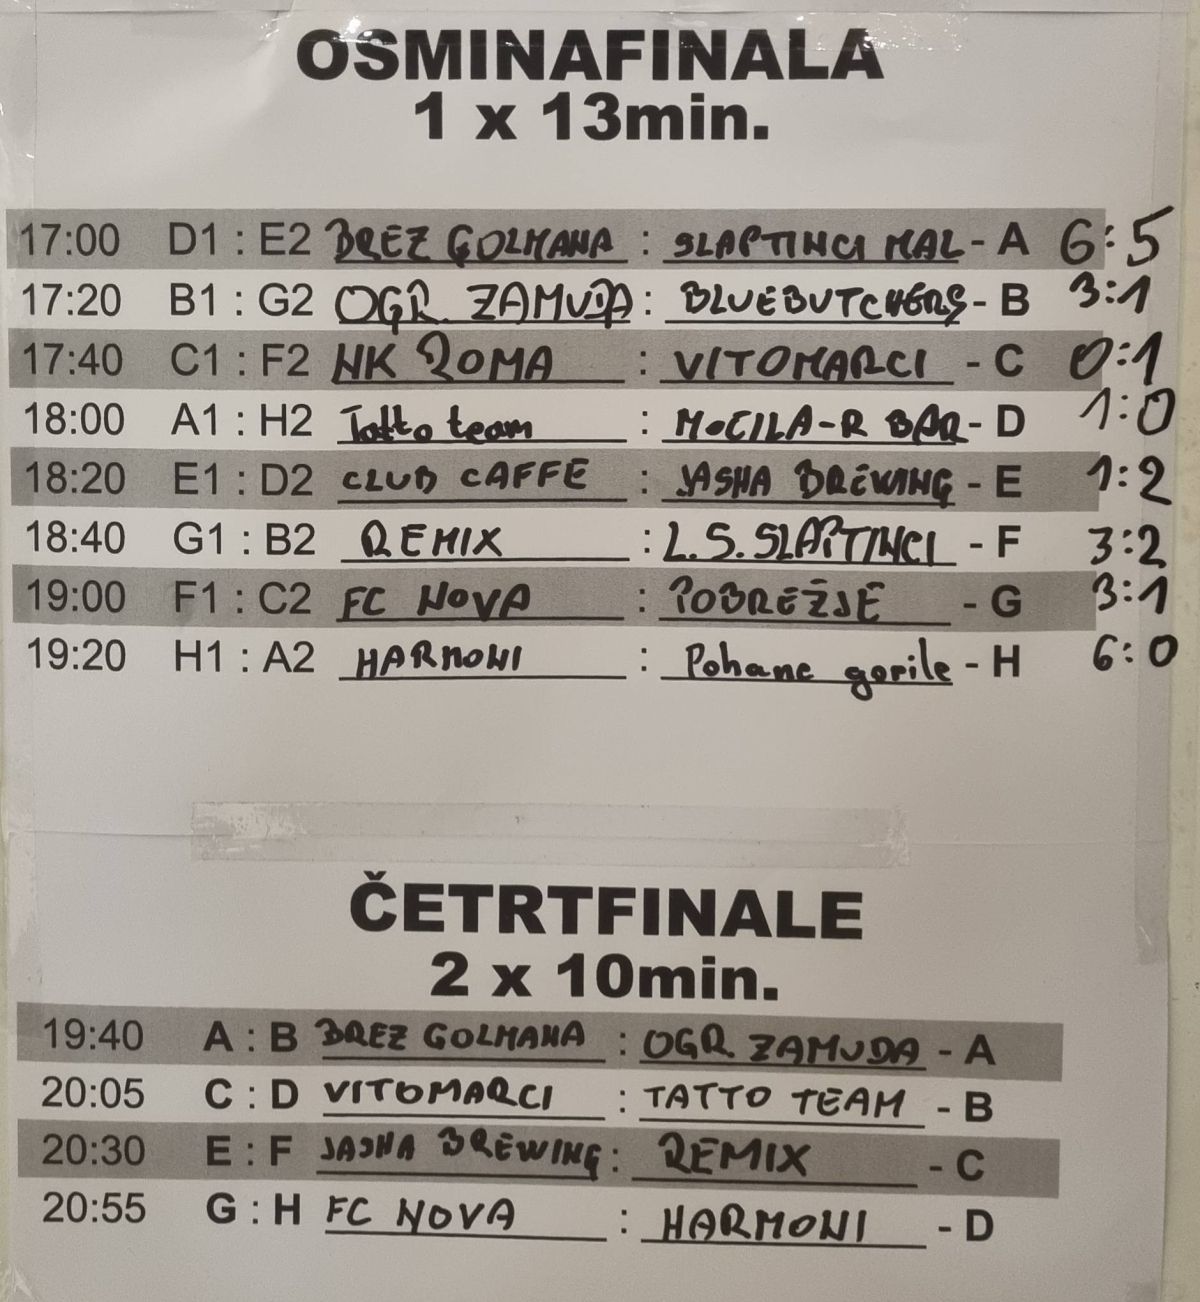 OSMINAFINALA
1 x 13min.
17:00 D1 : E2 BREZ GOLMANA : SLAPTINCI MAL - A 6:5
17:20 B1 : G2 OGR. ZAMUDA : BLUEBUTCHERS - B 3:1
17:40 C1 : F2 NK ROMA : VITOMARCI - C 0:1
18:00 A1 : H2 Tatto team : MOČILA-R BAR - D 1:0
18:20 E1 : D2 CLUB CAFFE : JASHA BREWING - E 1:2
18:40 G1 : B2 REMIX : L.S. SLAPTINCI - F 3:2
19:00 F1 : C2 FC NOVA : POBREŽJE - G 3:1
19:20 H1 : A2 HARMONI : Pohane gorile - H 6:0
ČETRTFINALE
2 x 10min.
19:40 A : B BREZ GOLMANA : OGR. ZAMUDA - A
20:05 C : D VITOMARCI : TATTO TEAM - B
20:30 E : F JASHA BREWING : REMIX - C
20:55 G : H FC NOVA : HARMONI - D